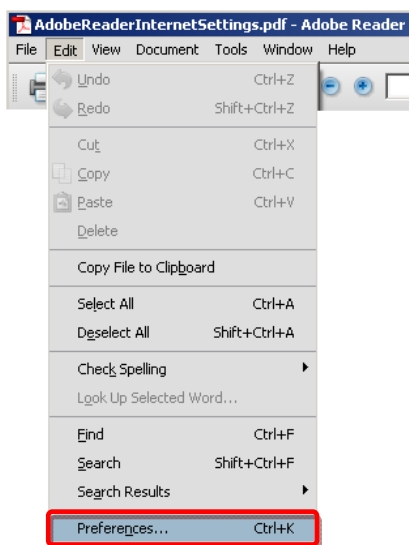 AdobeReaderInternetSettings.pdf - Adobe Reader
File Edit View Document Tools Window Help
Undo Ctrl+Z
Redo Shift+Ctrl+Z
Cut Ctrl+X
Copy Ctrl+C
Paste Ctrl+V
Delete
Copy File to Clipboard
Select All Ctrl+A
Deselect All Shift+Ctrl+A
Check Spelling
Look Up Selected Word...
Find Ctrl+F
Search Shift+Ctrl+F
Search Results
Preferences... Ctrl+K